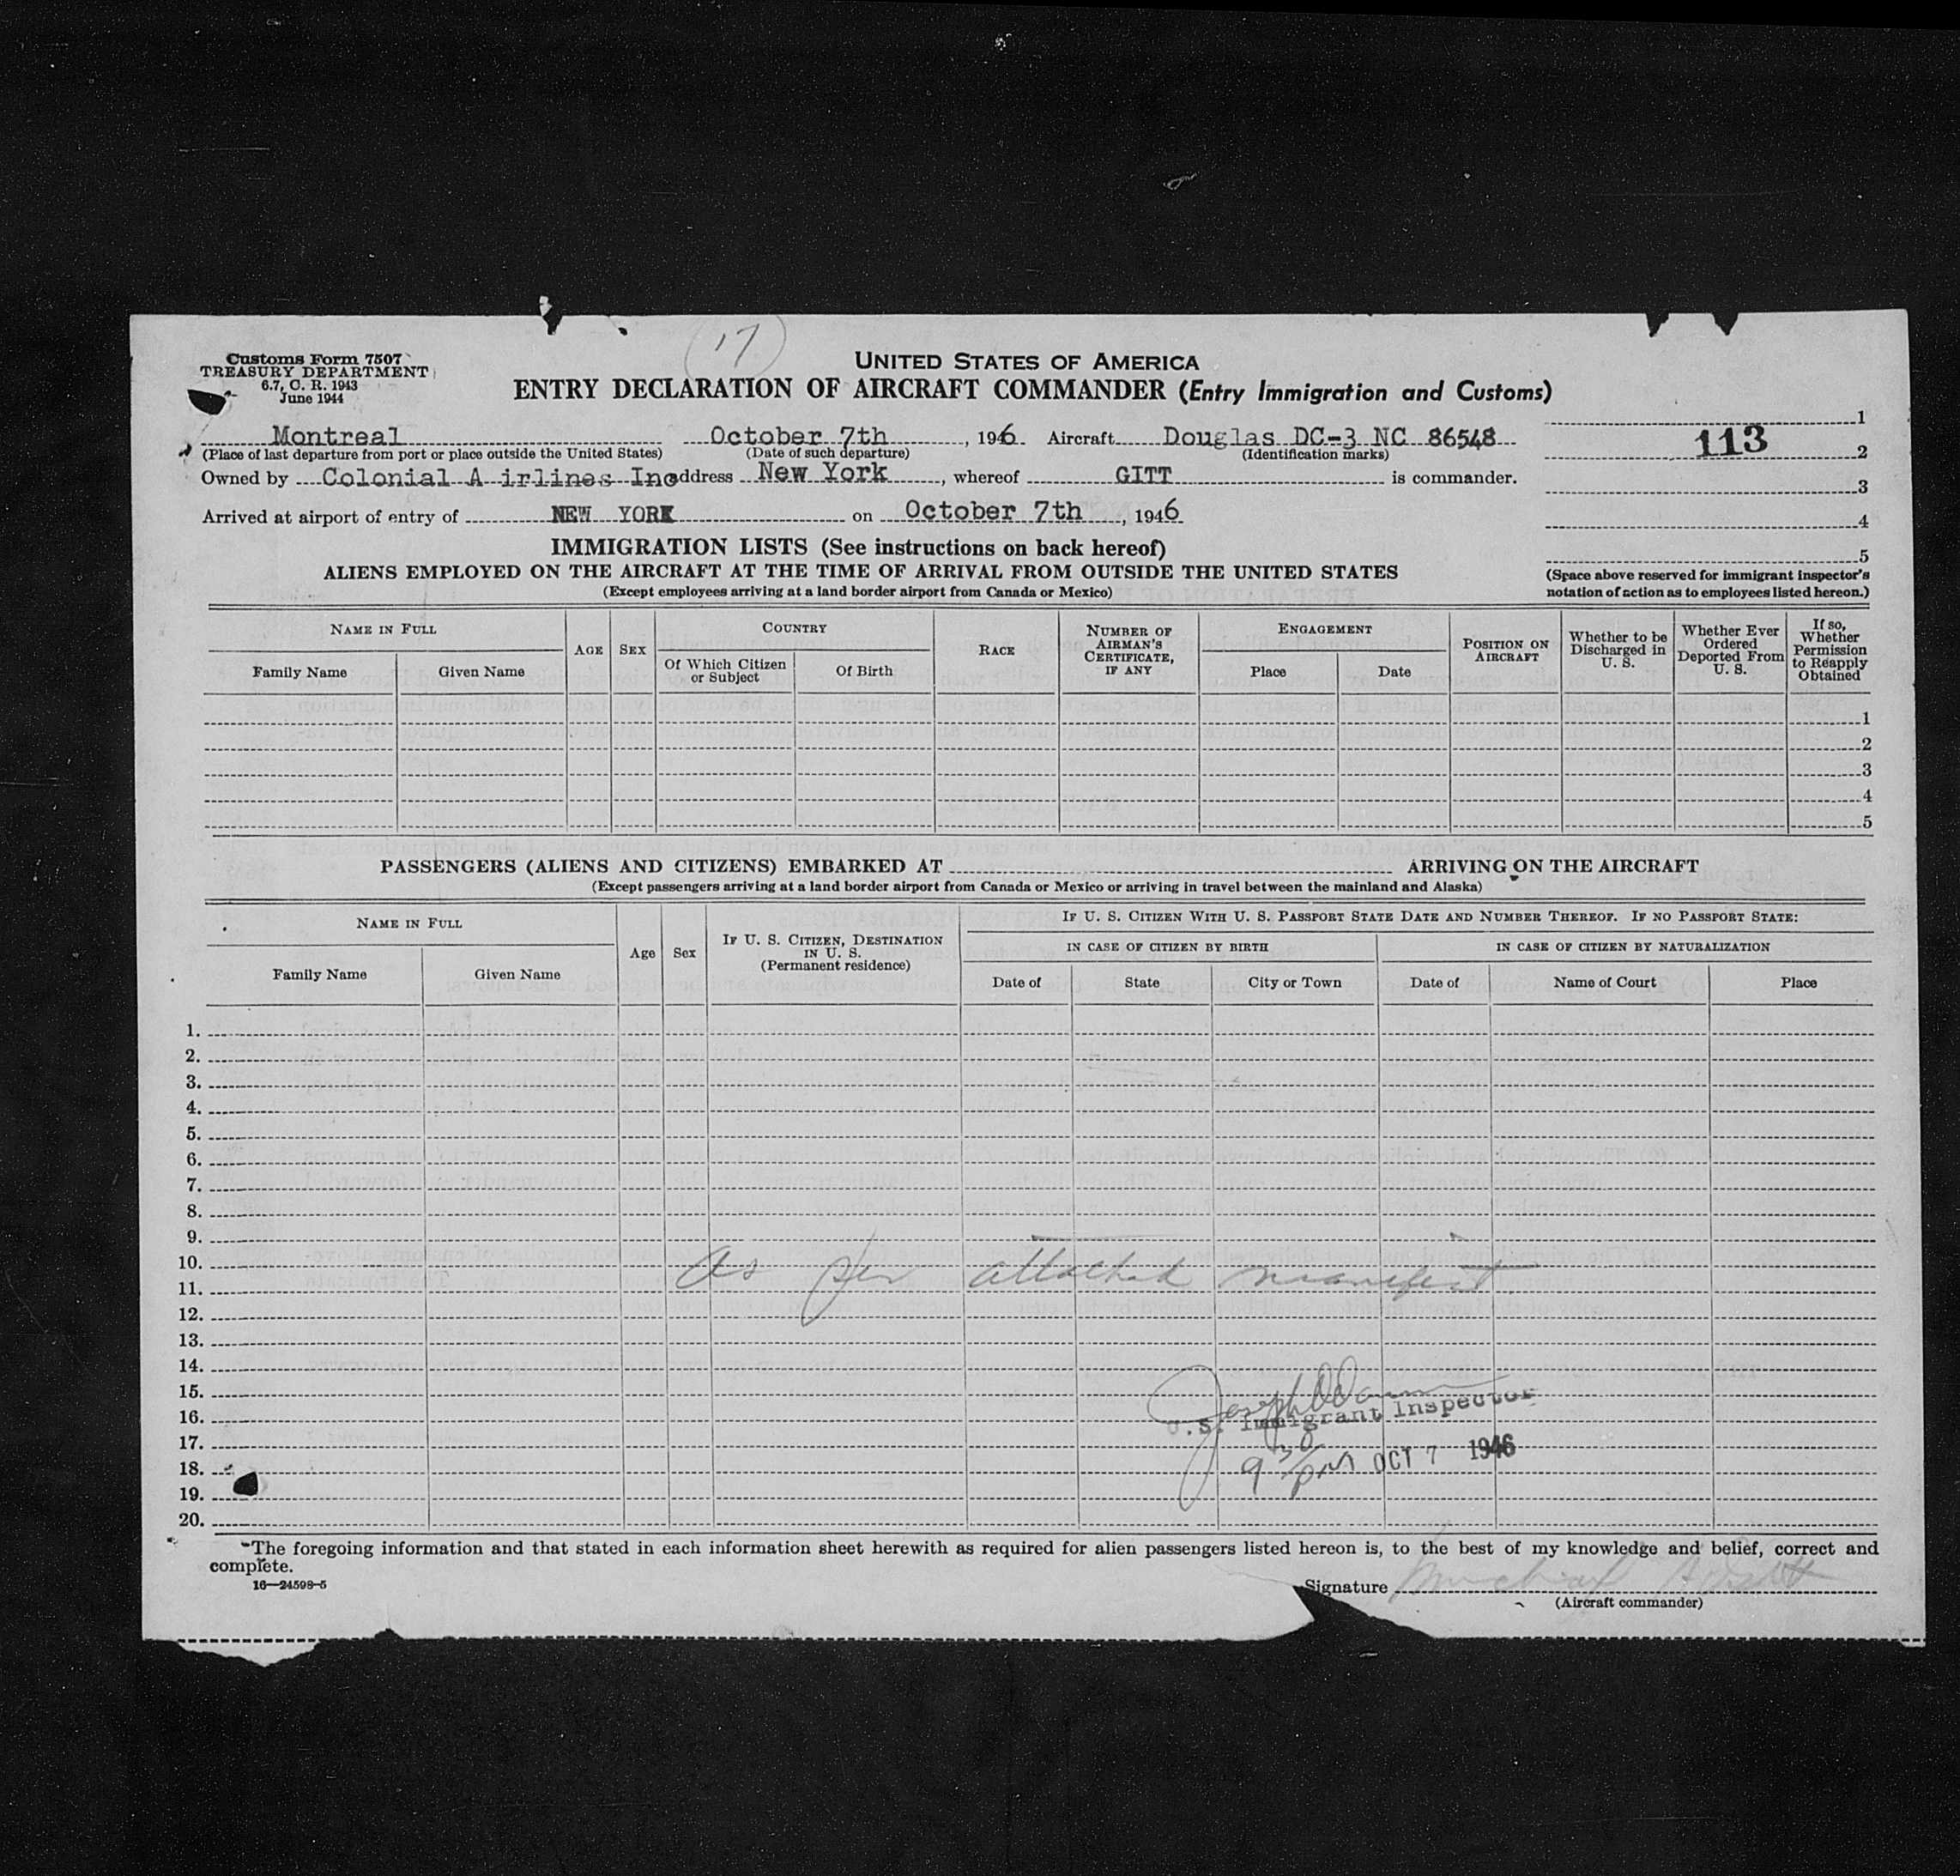 (17)
Customs Form 7507
TREASURY DEPARTMENT
6.7, C. R. 1943
June 1944
UNITED STATES OF AMERICA
ENTRY DECLARATION OF AIRCRAFT COMMANDER (Entry Immigration and Customs)
Montreal October 7th, 1946 Aircraft Douglas DC-3 NC 86548
(Place of last departure from port or place outside the United States) (Date of such departure) (Identification marks)
Owned by Colonial A irlines Inc address New York, whereof GITT is commander.
Arrived at airport of entry of NEW YORK on October 7th, 1946
1
113
2
3
4
5
(Space above reserved for immigrant inspector's
notation of action as to employees listed hereon.)
IMMIGRATION LISTS (See instructions on back hereof)
ALIENS EMPLOYED ON THE AIRCRAFT AT THE TIME OF ARRIVAL FROM OUTSIDE THE UNITED STATES
(Except employees arriving at a land border airport from Canada or Mexico)
NAME IN FULL
Family Name Given Name
AGE SEX
COUNTRY
Of Which Citizen
or Subject
Of Birth
RACE
NUMBER OF
AIRMAN'S
CERTIFICATE,
IF ANY
ENGAGEMENT
Place Date
POSITION ON
AIRCRAFT
Whether to be
Discharged in
U. S.
Whether Ever
Ordered
Deported From
U. S.
If so,
Whether
Permission
to Reapply
Obtained
1
2
3
4
5
PASSENGERS (ALIENS AND CITIZENS) EMBARKED AT ARRIVING ON THE AIRCRAFT
(Except passengers arriving at a land border airport from Canada or Mexico or arriving in travel between the mainland and Alaska)
NAME IN FULL
Family Name Given Name
Age Sex
IF U. S. CITIZEN, DESTINATION
IN U. S.
(Permanent residence)
IF U. S. CITIZEN WITH U. S. PASSPORT STATE DATE AND NUMBER THEREOF. IF NO PASSPORT STATE:
IN CASE OF CITIZEN BY BIRTH IN CASE OF CITIZEN BY NATURALIZATION
Date of State City or Town Date of Name of Court Place
1.
2.
3.
4.
5.
6.
7.
8.
9.
10.
As per attached manifest
11.
12.
13.
14.
15.
Joseph
16.
U.S. Immigrant Inspector
17.
18.
9 30/pm OCT 7 1946
19.
20.
The foregoing information and that stated in each information sheet herewith as required for alien passengers listed hereon is, to the best of my knowledge and belief, correct and
complete.
16—24598-5
Signature Michael
(Aircraft commander)